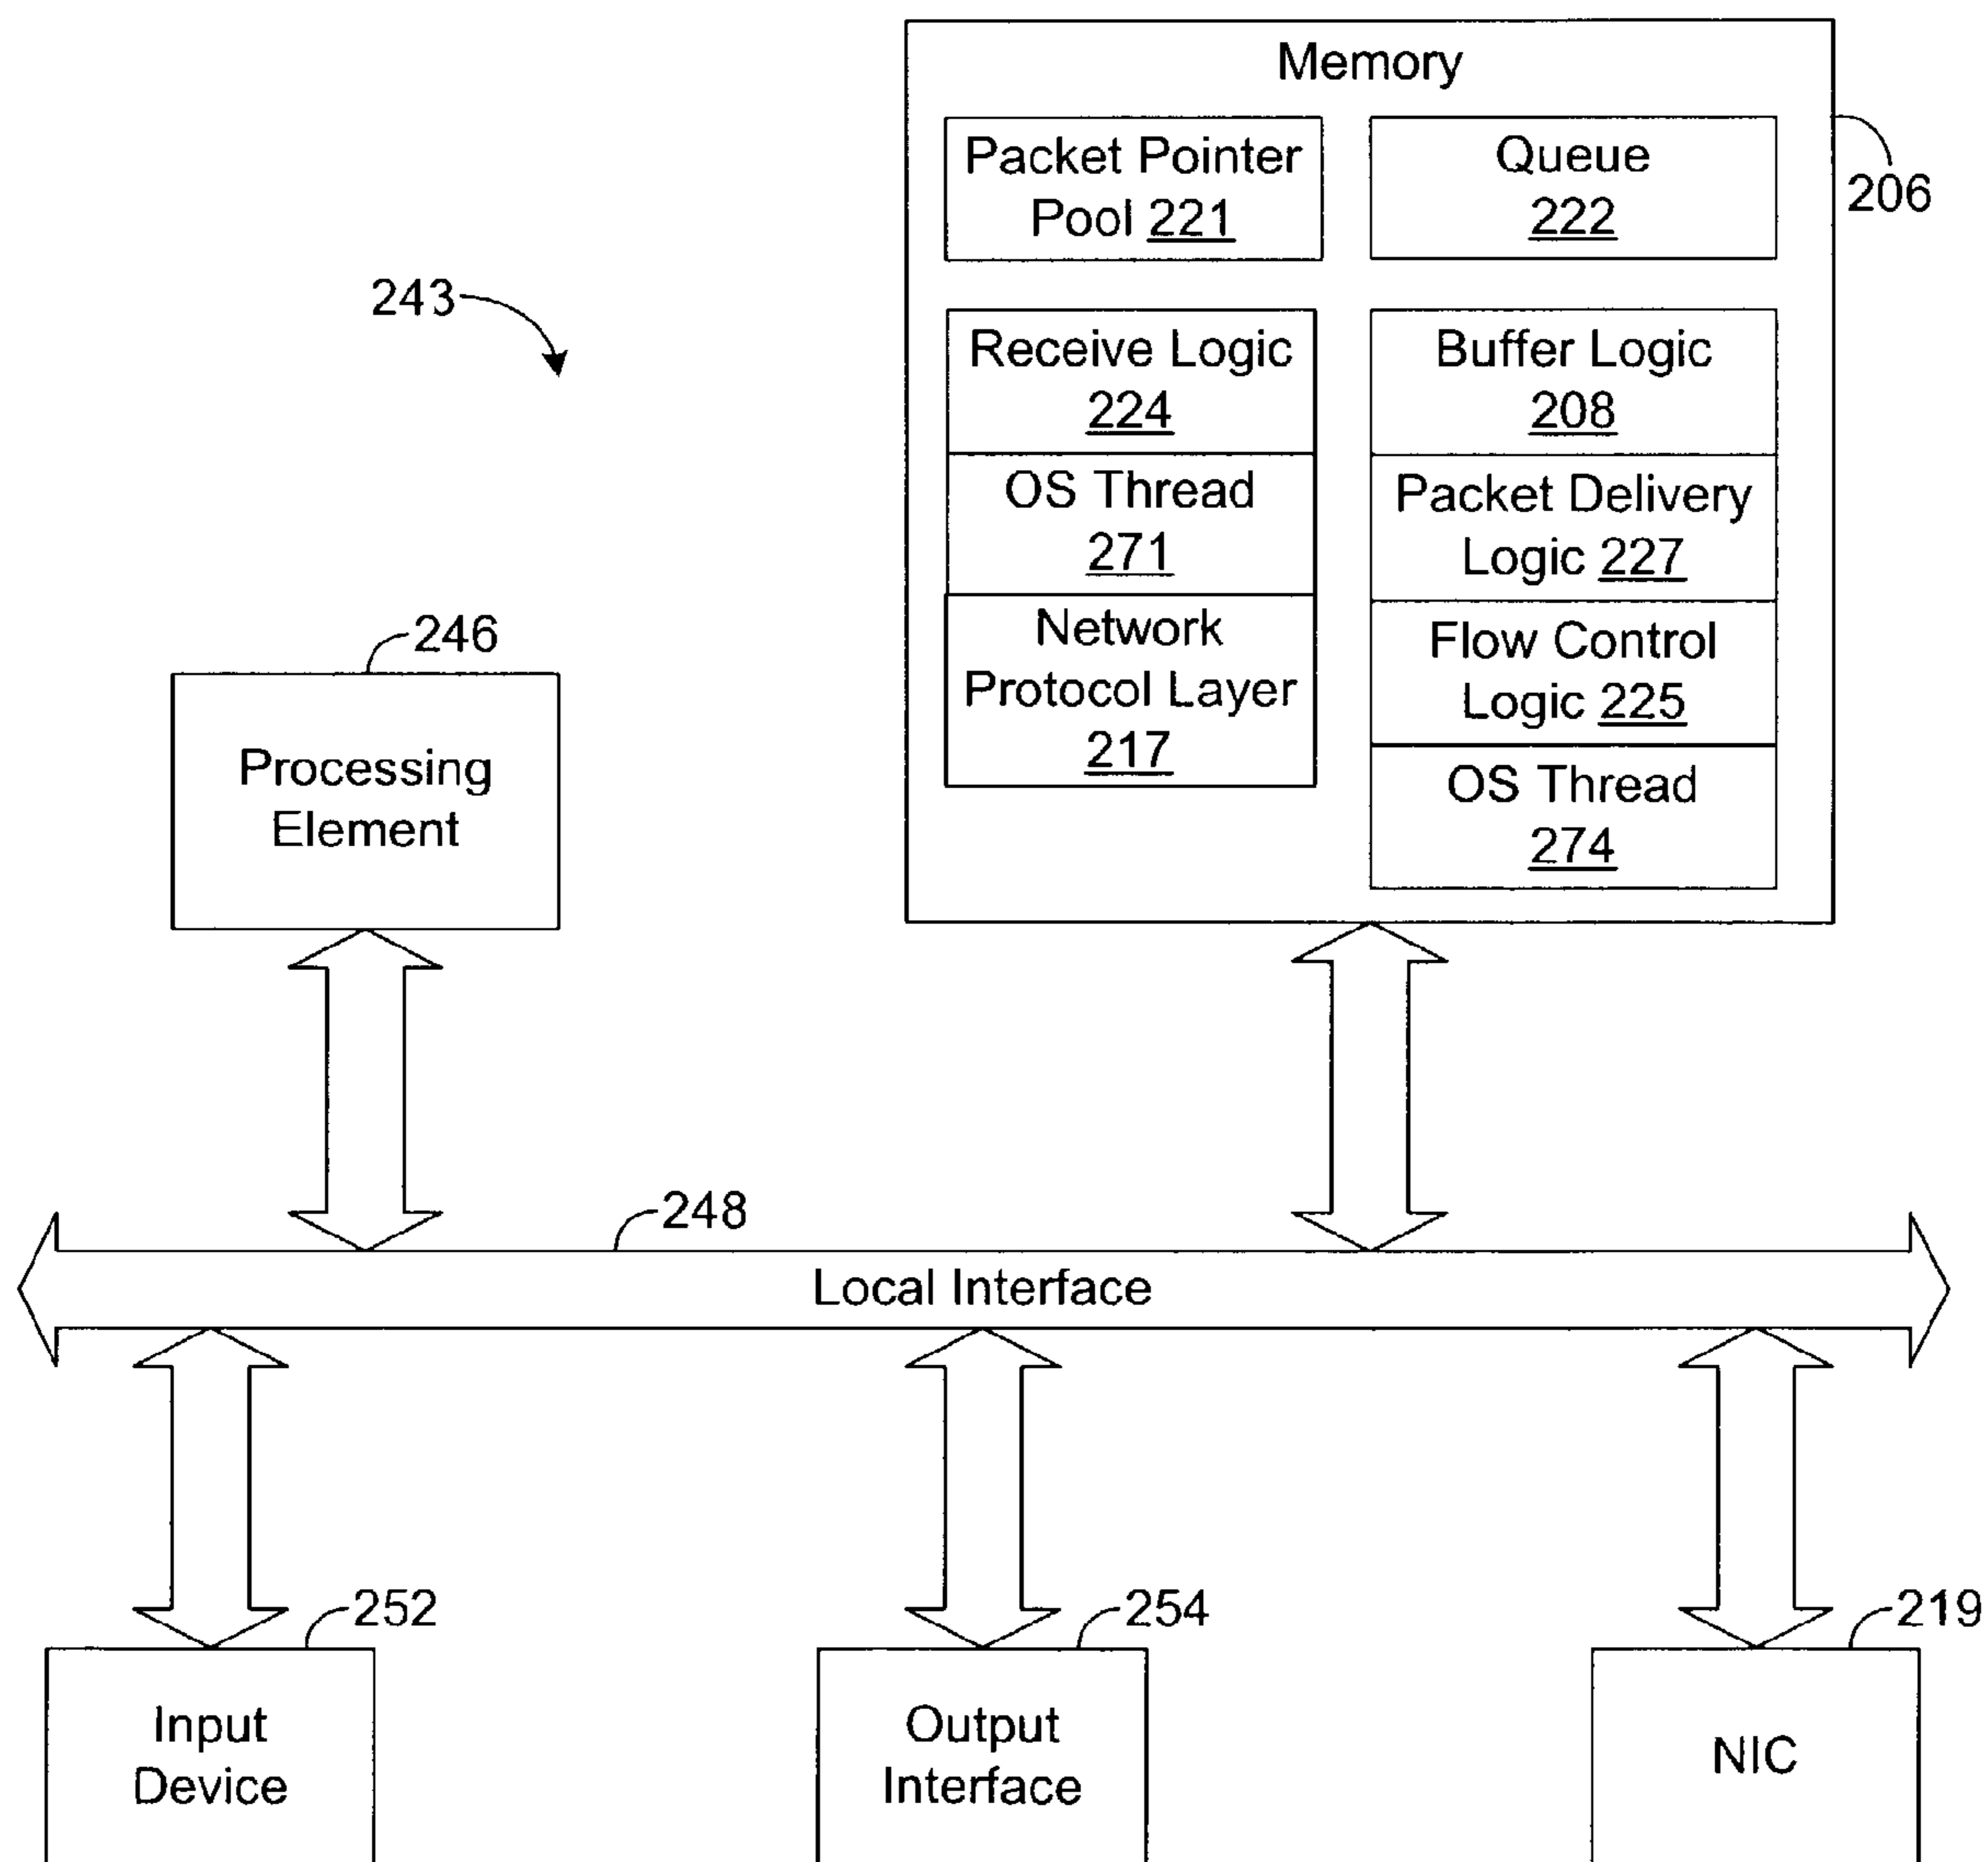 Memory
Packet Pointer
Pool 221
Queue
222
206
243
Receive Logic
224
OS Thread
271
Network
Protocol Layer
217
Buffer Logic
208
Packet Delivery
Logic 227
Flow Control
Logic 225
OS Thread
274
246
Processing
Element
248
Local Interface
252
Input
Device
254
Output
Interface
219
NIC